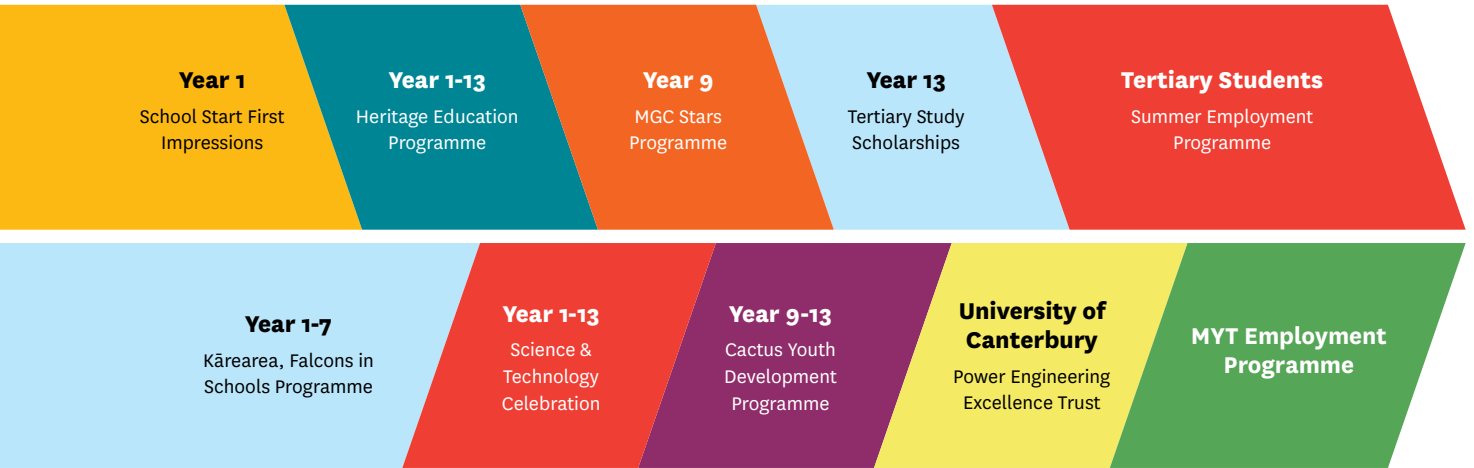 Year 1
School Start First
Impressions
Year 1-13
Heritage Education
Programme
Year 9
MGC Stars
Programme
Year 13
Tertiary Study
Scholarships
Tertiary Students
Summer Employment
Programme
Year 1-7
Kārearea, Falcons in
Schools Programme
Year 1-13
Science &
Technology
Celebration
Year 9-13
Cactus Youth
Development
Programme
University of
Canterbury
Power Engineering
Excellence Trust
MYT Employment
Programme